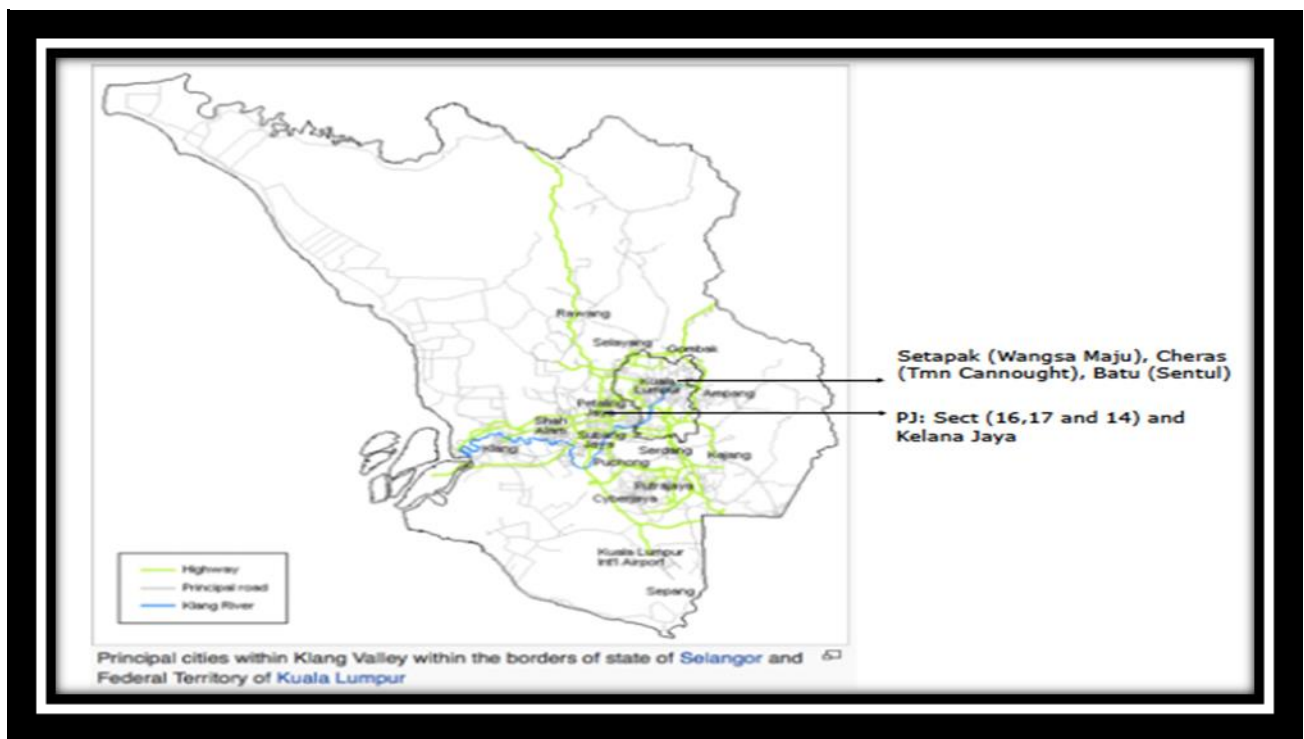 Rawang
Selayang
Gombak
Kuala
Lumpur
Ampang
Petaling
Jaya
Shah
Alam
Subang
Jaya
Klang
Serdang
Kajang
Puchong
Putrajaya
Cyberjaya
Kuala Lumpur
Int'l Airport
Sepang
Setapak (Wangsa Maju), Cheras
(Tmn Cannought), Batu (Sentul)
PJ: Sect (16,17 and 14) and
Kelana Jaya
Highway
Principal road
Klang River
Principal cities within Klang Valley within the borders of state of Selangor and
Federal Territory of Kuala Lumpur